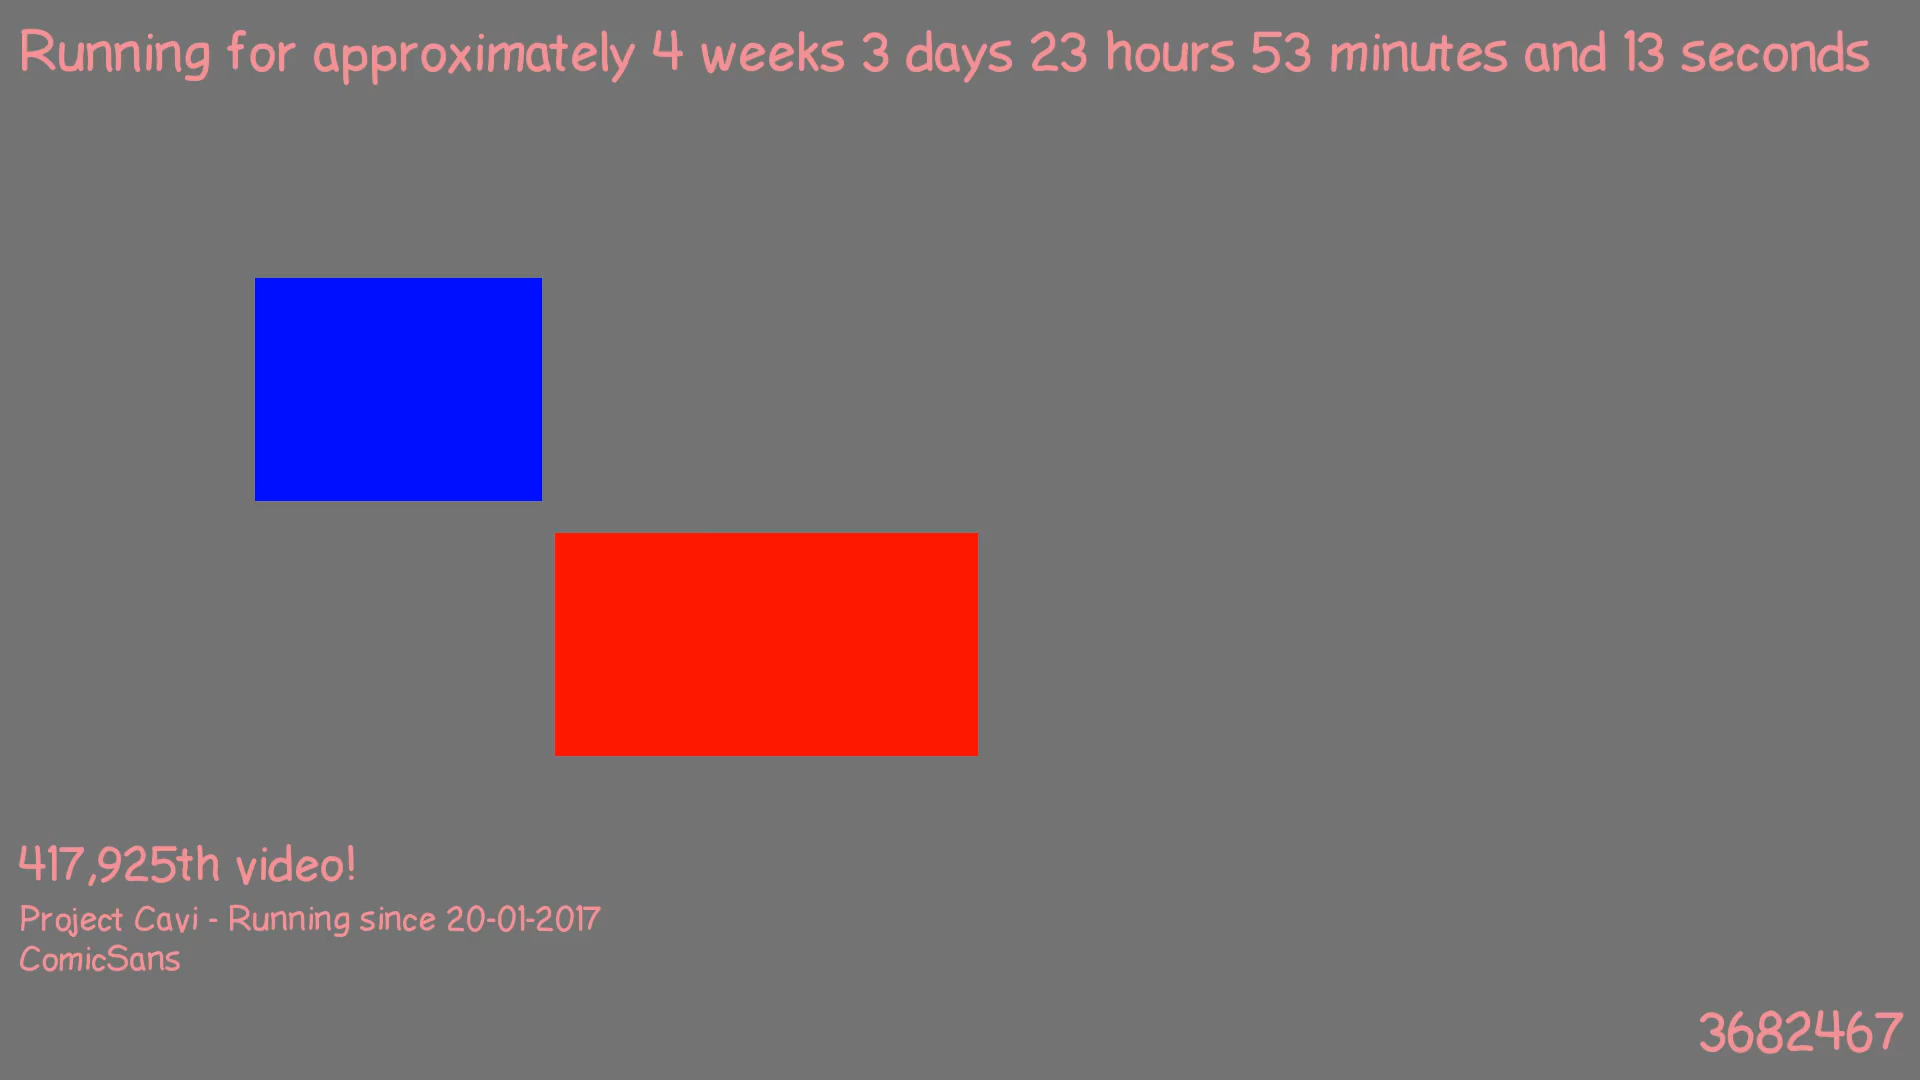 Running for approximately 4 weeks 3 days 23 hours 53 minutes and 13 seconds
417,925th video!
Project Cavi - Running since 20-01-2017
ComicSans
3682467